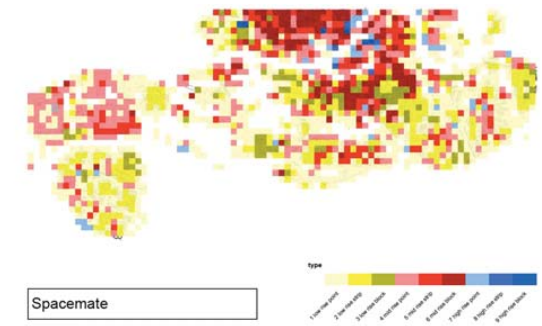 type
1 low rise point
2 low rise strip
3 low rise block
4 mid rise point
5 mid rise strip
6 mid rise block
7 high rise point
8 high rise strip
9 high rise block
Spacemate